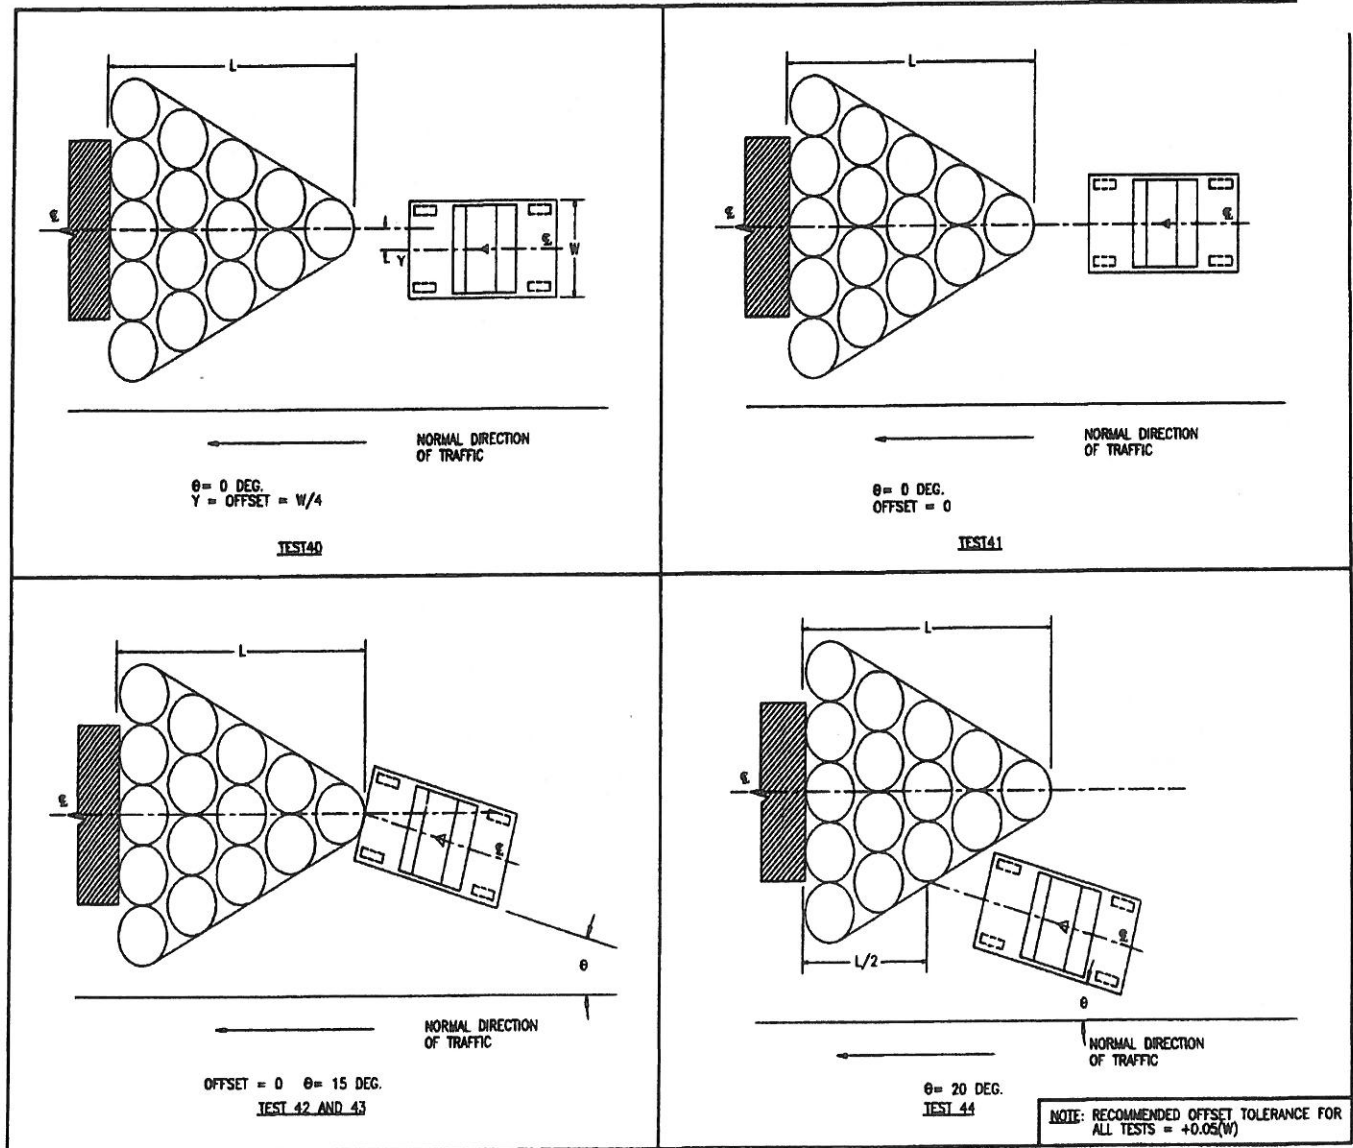 L
℄
Y
℄
W
NORMAL DIRECTION
OF TRAFFIC
θ= 0 DEG.
Y = OFFSET = W/4
TEST40
L
℄
℄
NORMAL DIRECTION
OF TRAFFIC
θ= 0 DEG.
OFFSET = 0
TEST41
L
℄
℄
θ
NORMAL DIRECTION
OF TRAFFIC
OFFSET = 0 θ= 15 DEG.
TEST 42 AND 43
L
℄
℄
L/2
θ
NORMAL DIRECTION
OF TRAFFIC
θ= 20 DEG.
TEST 44
NOTE: RECOMMENDED OFFSET TOLERANCE FOR
ALL TESTS = +0.05(W)